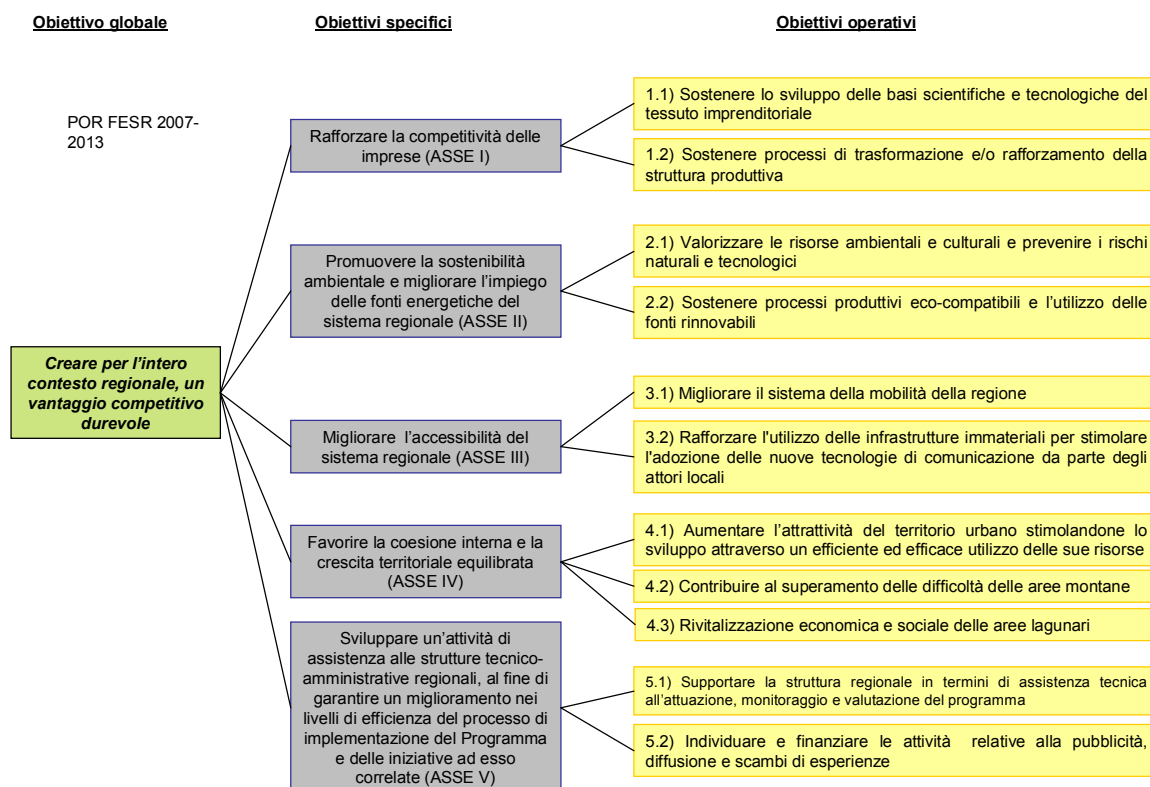 Obiettivo globale
Obiettivi specifici
Obiettivi operativi
POR FESR 2007-
2013
Creare per l'intero
contesto regionale, un
vantaggio competitivo
durevole
Rafforzare la competitività delle
imprese (ASSE I)
1.1) Sostenere lo sviluppo delle basi scientifiche e tecnologiche del
tessuto imprenditoriale
1.2) Sostenere processi di trasformazione e/o rafforzamento della
struttura produttiva
Promuovere la sostenibilità
ambientale e migliorare l'impiego
delle fonti energetiche del
sistema regionale (ASSE II)
2.1) Valorizzare le risorse ambientali e culturali e prevenire i rischi
naturali e tecnologici
2.2) Sostenere processi produttivi eco-compatibili e l'utilizzo delle
fonti rinnovabili
Migliorare l'accessibilità del
sistema regionale (ASSE III)
3.1) Migliorare il sistema della mobilità della regione
3.2) Rafforzare l'utilizzo delle infrastrutture immateriali per stimolare
l'adozione delle nuove tecnologie di comunicazione da parte degli
attori locali
Favorire la coesione interna e la
crescita territoriale equilibrata
(ASSE IV)
4.1) Aumentare l'attrattività del territorio urbano stimolandone lo
sviluppo attraverso un efficiente ed efficace utilizzo delle sue risorse
4.2) Contribuire al superamento delle difficoltà delle aree montane
4.3) Rivitalizzazione economica e sociale delle aree lagunari
Sviluppare un'attività di
assistenza alle strutture tecnico-
amministrative regionali, al fine di
garantire un miglioramento nei
livelli di efficienza del processo di
implementazione del Programma
e delle iniziative ad esso
correlate (ASSE V)
5.1) Supportare la struttura regionale in termini di assistenza tecnica
all'attuazione, monitoraggio e valutazione del programma
5.2) Individuare e finanziare le attività relative alla pubblicità,
diffusione e scambi di esperienze